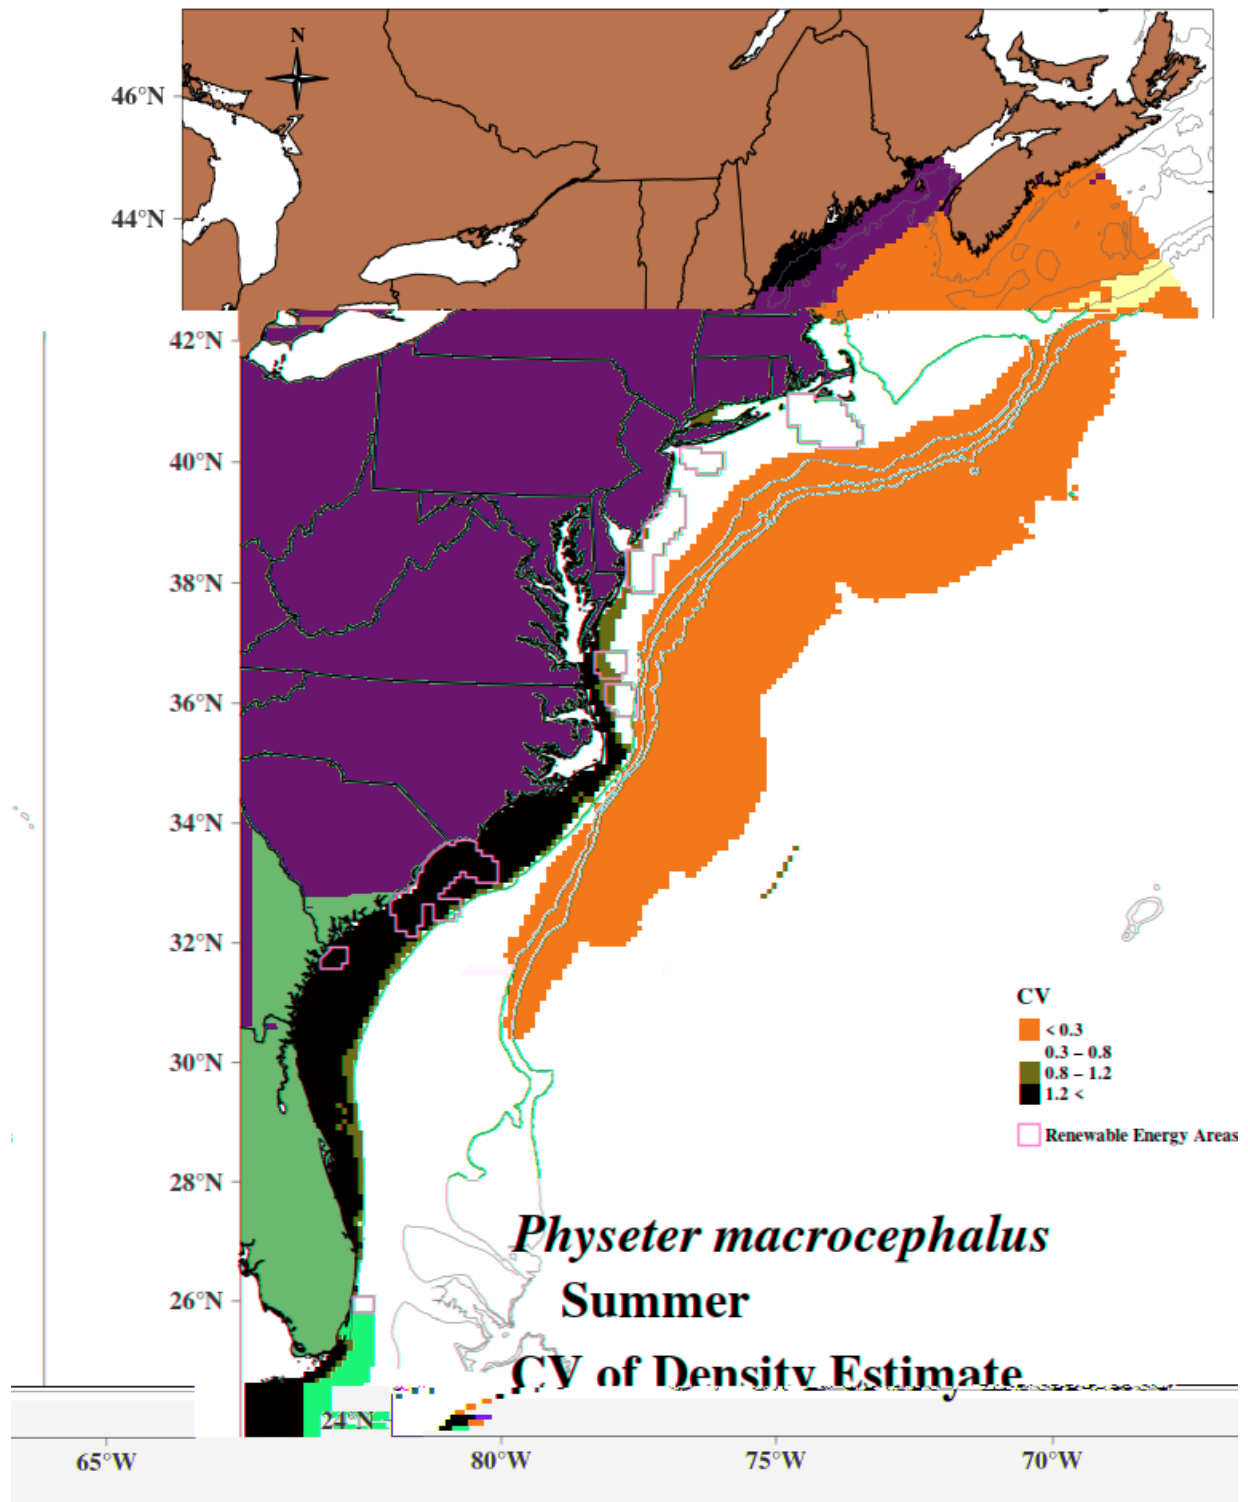 N
46°N
44°N
42°N
40°N
38°N
36°N
34°N
32°N
30°N
28°N
26°N
24°N
CV
< 0.3
0.3 – 0.8
0.8 – 1.2
1.2 <
Renewable Energy Areas
Physeter macrocephalus
Summer
CV of Density Estimate
65°W
80°W
75°W
70°W